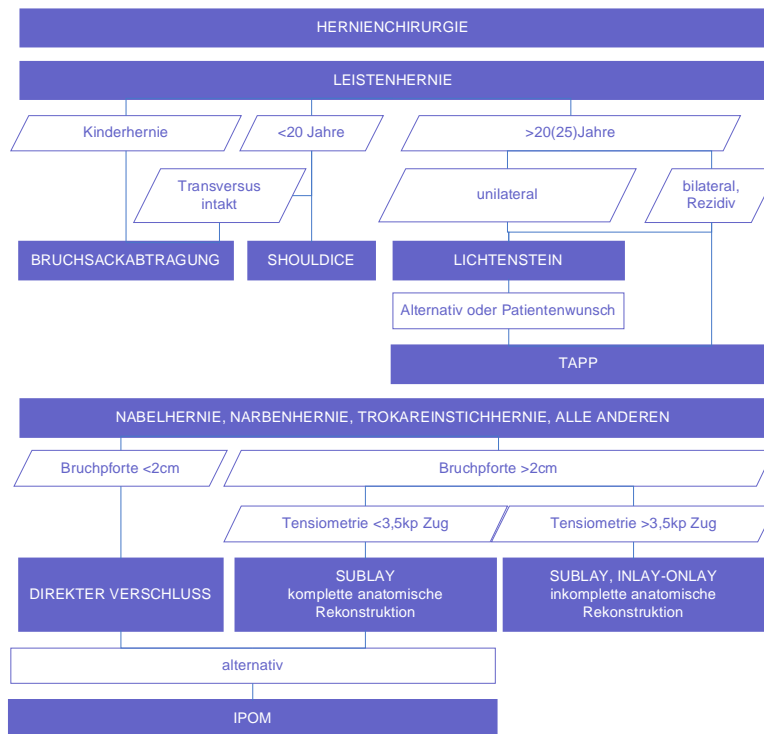 HERNIENCHIRURGIE
LEISTENHERNIE
Kinderhernie
<20 Jahre
>20(25)Jahre
Transversus
intakt
unilateral
bilateral,
Rezidiv
BRUCHSACKABTRAGUNG
SHOULDICE
LICHTENSTEIN
Alternativ oder Patientenwunsch
TAPP
NABELHERNIE, NARBENHERNIE, TROKAREINSTICHHERNIE, ALLE ANDEREN
Bruchpforte <2cm
Bruchpforte >2cm
Tensiometrie <3,5kp Zug
Tensiometrie >3,5kp Zug
DIREKTER VERSCHLUSS
SUBLAY
komplette anatomische
Rekonstruktion
SUBLAY, INLAY-ONLAY
inkomplette anatomische
Rekonstruktion
alternativ
IPOM